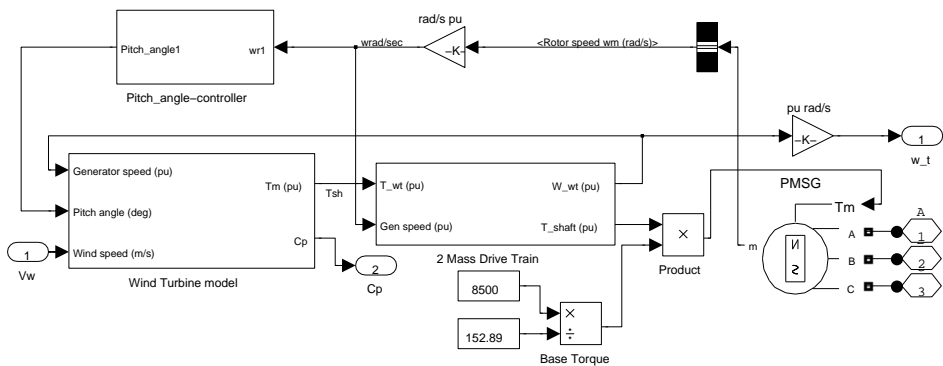 rad/s pu
Pitch_angle1
wr1
wrad/sec
–K–
<Rotor speed wm (rad/s)>
Pitch_angle−controller
pu rad/s
–K–
1
w_t
Generator speed (pu)
Pitch angle (deg)
Wind speed (m/s)
Tm (pu)
Cp
Tsh
T_wt (pu)
Gen speed (pu)
W_wt (pu)
T_shaft (pu)
PMSG
Tm
m
A
B
C
N
S
A
1
2
3
1
Vw
Wind Turbine model
2
Cp
2 Mass Drive Train
×
Product
8500
152.89
×
÷
Base Torque